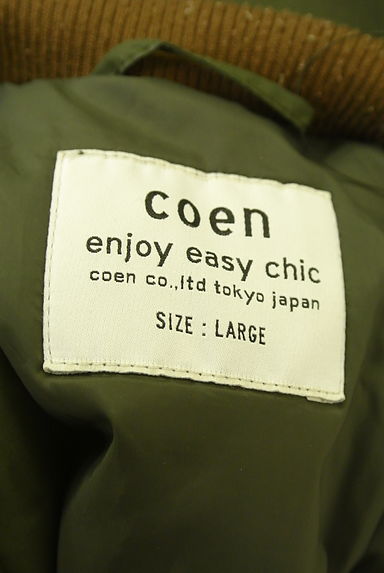 coen
enjoy easy chic
coen co.,ltd tokyo japan
SIZE : LARGE